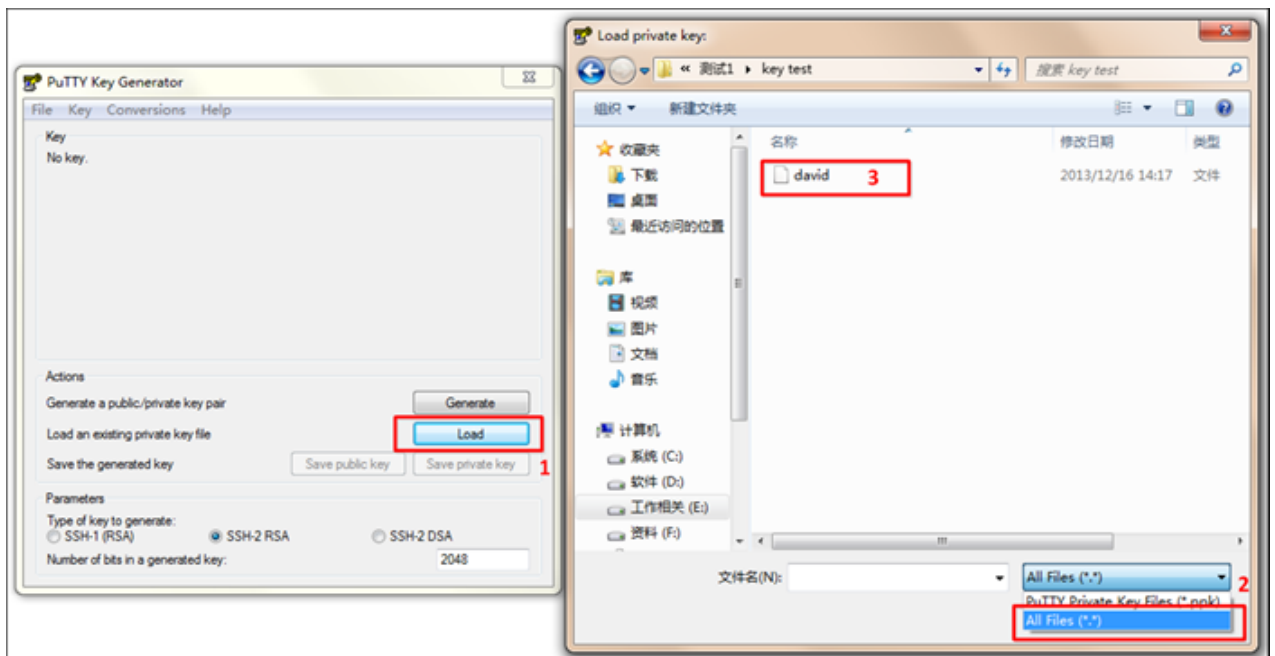 PuTTY Key Generator
File Key Conversions Help
Key
No key.
Actions
Generate a public/private key pair
Generate
Load an existing private key file
Load
Save the generated key
Save public key
Save private key
1
Parameters
Type of key to generate:
SSH-1 (RSA)
SSH-2 RSA
SSH-2 DSA
Number of bits in a generated key:
2048
Load private key:
« 测试1 key test
搜索 key test
组织
新建文件夹
名称
修改日期
类型
david
3
2013/12/16 14:17
文件
收藏夹
下载
桌面
最近访问的位置
库
视频
图片
文档
音乐
计算机
系统 (C:)
软件 (D:)
工作相关 (E:)
资料 (F:)
文件名(N):
All Files (*.*)
2
PuTTY Private Key Files (*.ppk)
All Files (*.*)